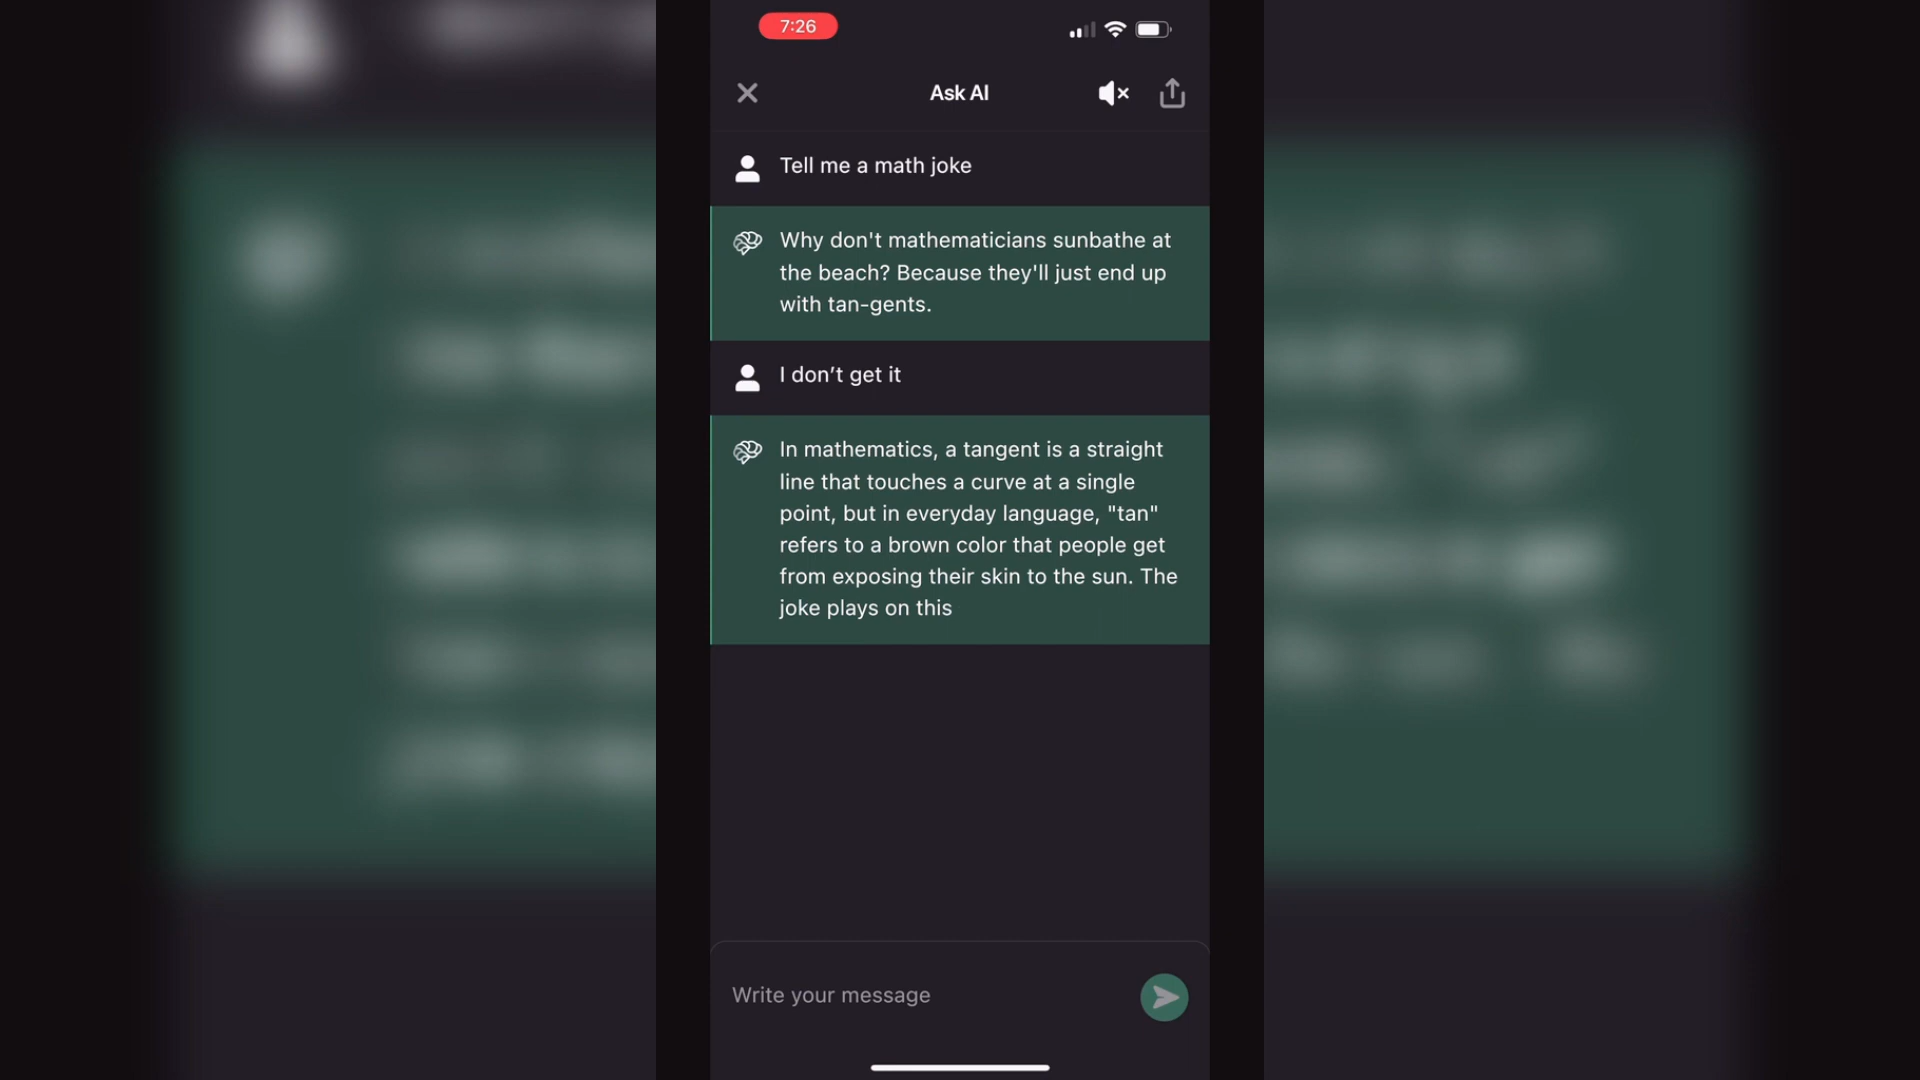 7:26
Ask AI
Tell me a math joke
Why don't mathematicians sunbathe at
the beach? Because they'll just end up
with tan-gents.
I don’t get it
In mathematics, a tangent is a straight
line that touches a curve at a single
point, but in everyday language, "tan"
refers to a brown color that people get
from exposing their skin to the sun. The
joke plays on this
Write your message